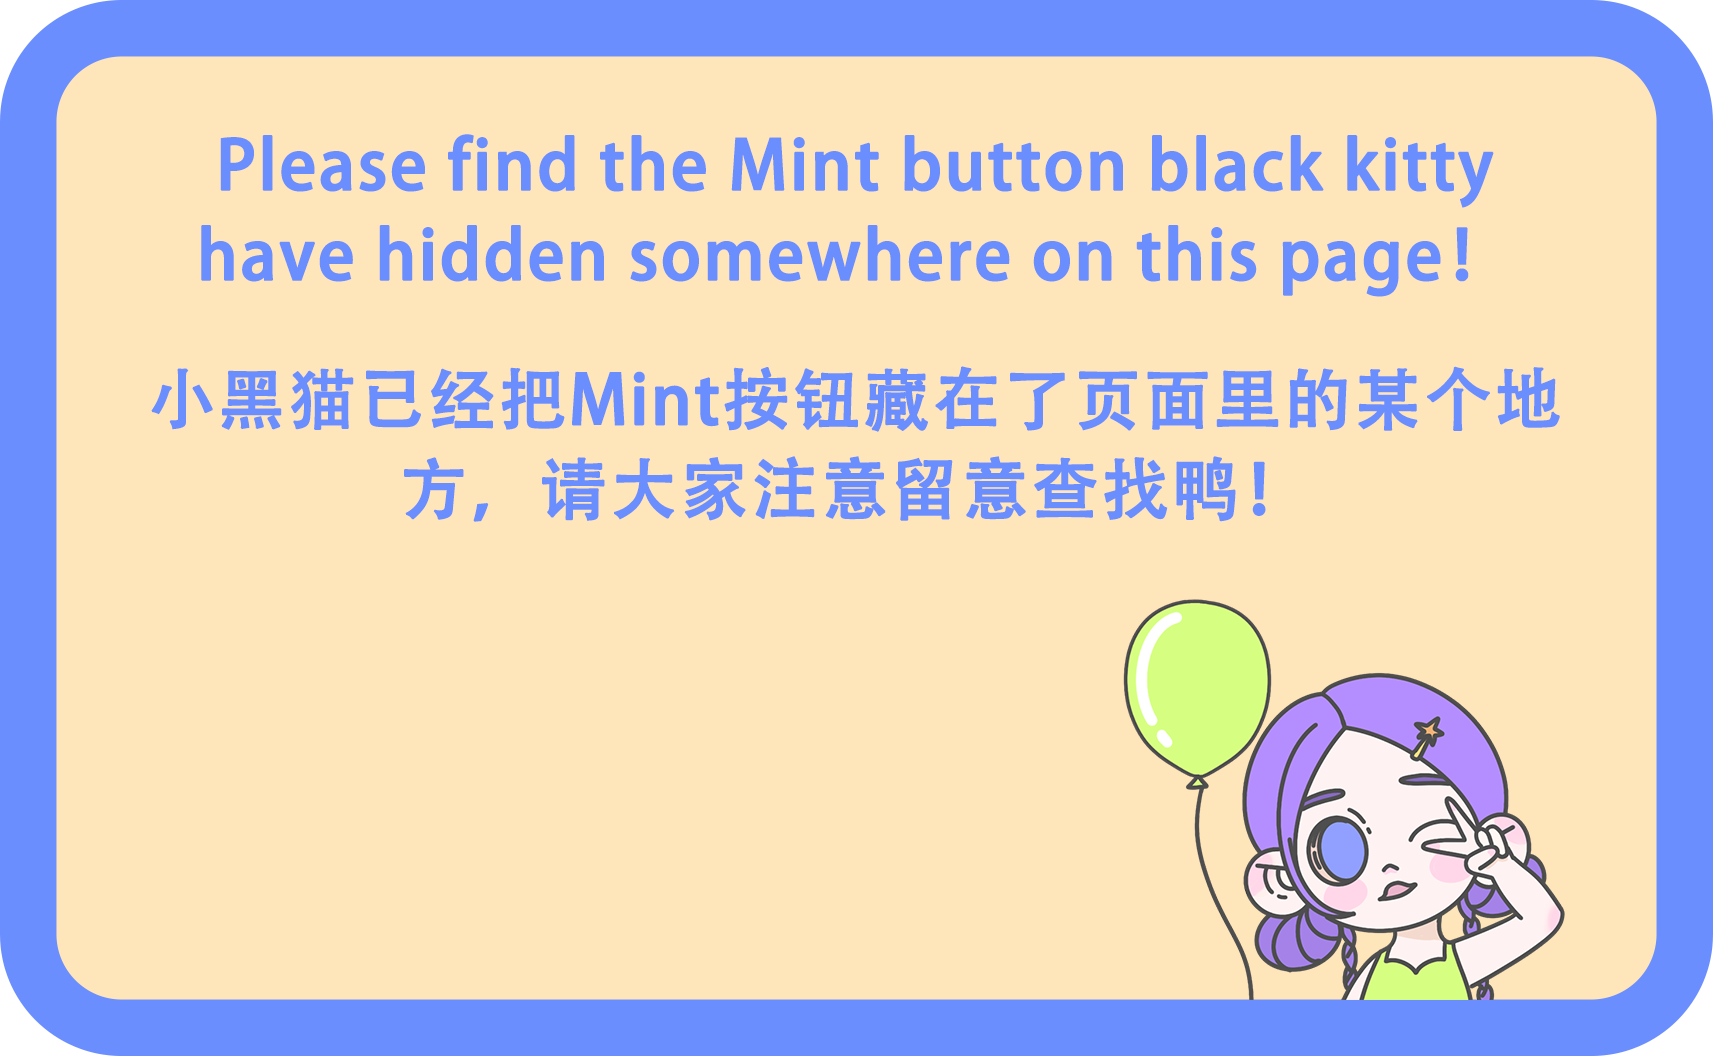 Please find the Mint button black kitty
have hidden somewhere on this page!
小黑猫已经把Mint按钮藏在了页面里的某个地
方，请大家注意留意查找鸭！